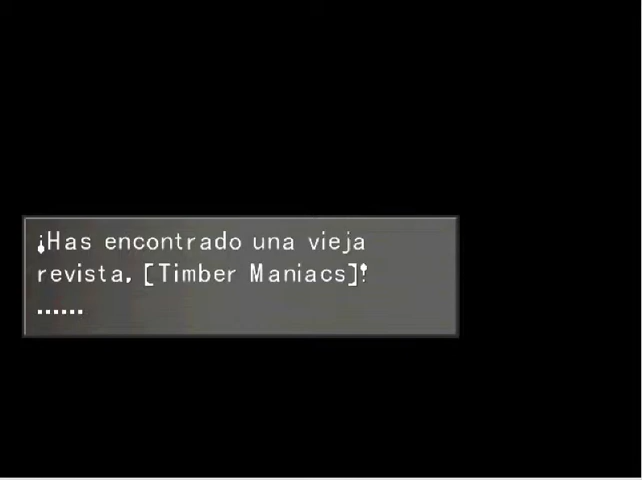 ¡Has encontrado una vieja
revista, [Timber Maniacs]!
......